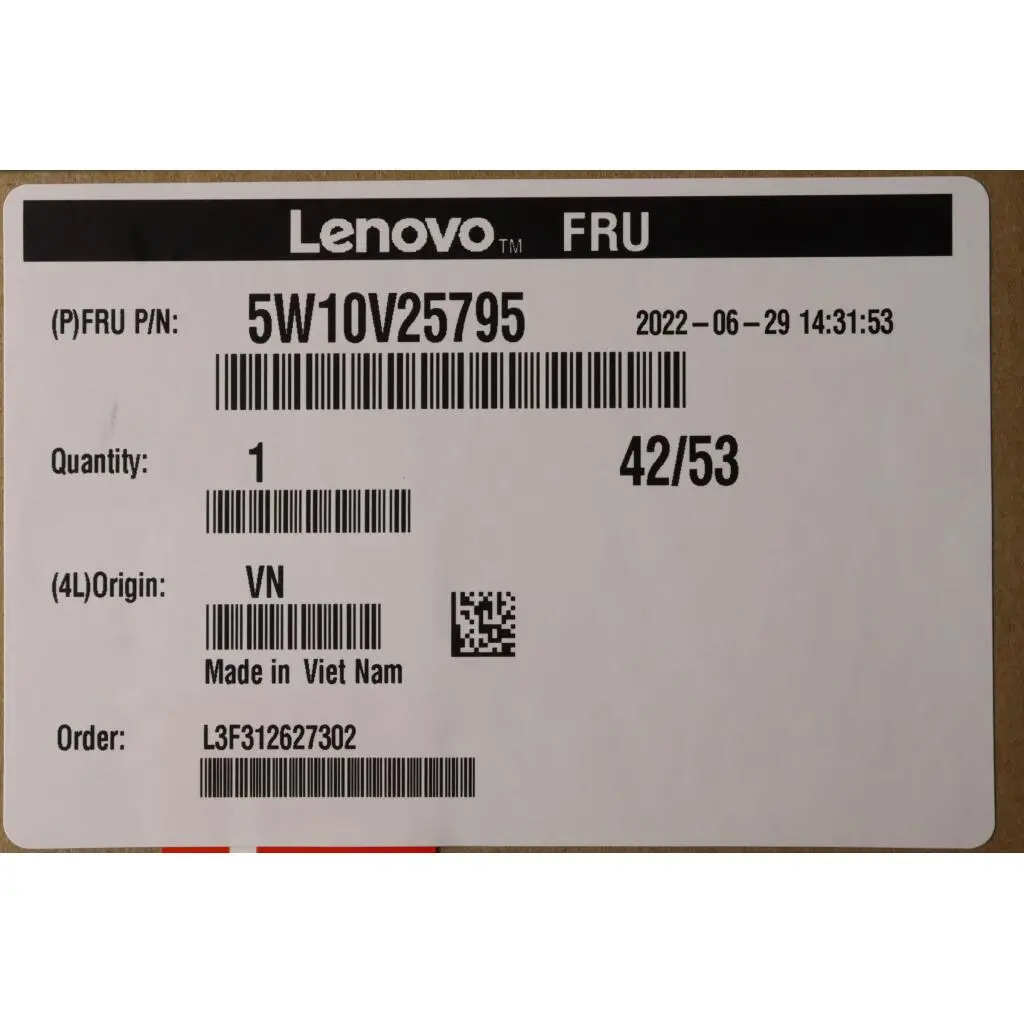 Lenovo™ FRU
(P)FRU P/N: 5W10V25795 2022-06-29 14:31:53
Quantity: 1 42/53
(4L)Origin: VN
Made in Viet Nam
Order: L3F312627302